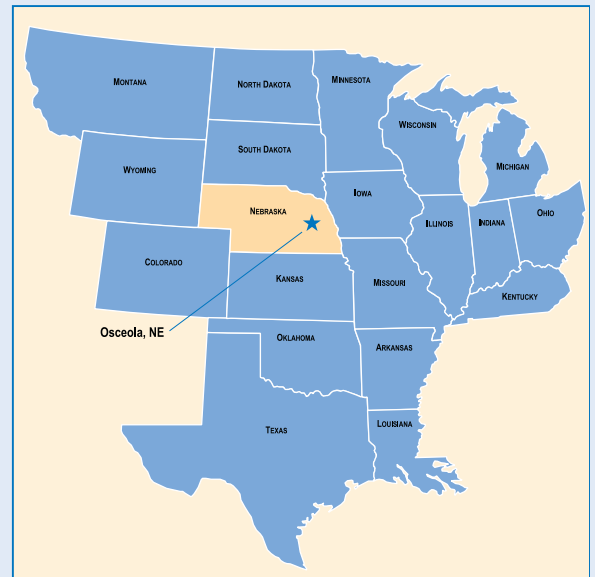 MONTANA
NORTH DAKOTA
MINNESOTA
WISCONSIN
SOUTH DAKOTA
MICHIGAN
WYOMING
IOWA
NEBRASKA
ILLINOIS
INDIANA
OHIO
COLORADO
KANSAS
MISSOURI
KENTUCKY
Osceola, NE
OKLAHOMA
ARKANSAS
TEXAS
LOUISIANA